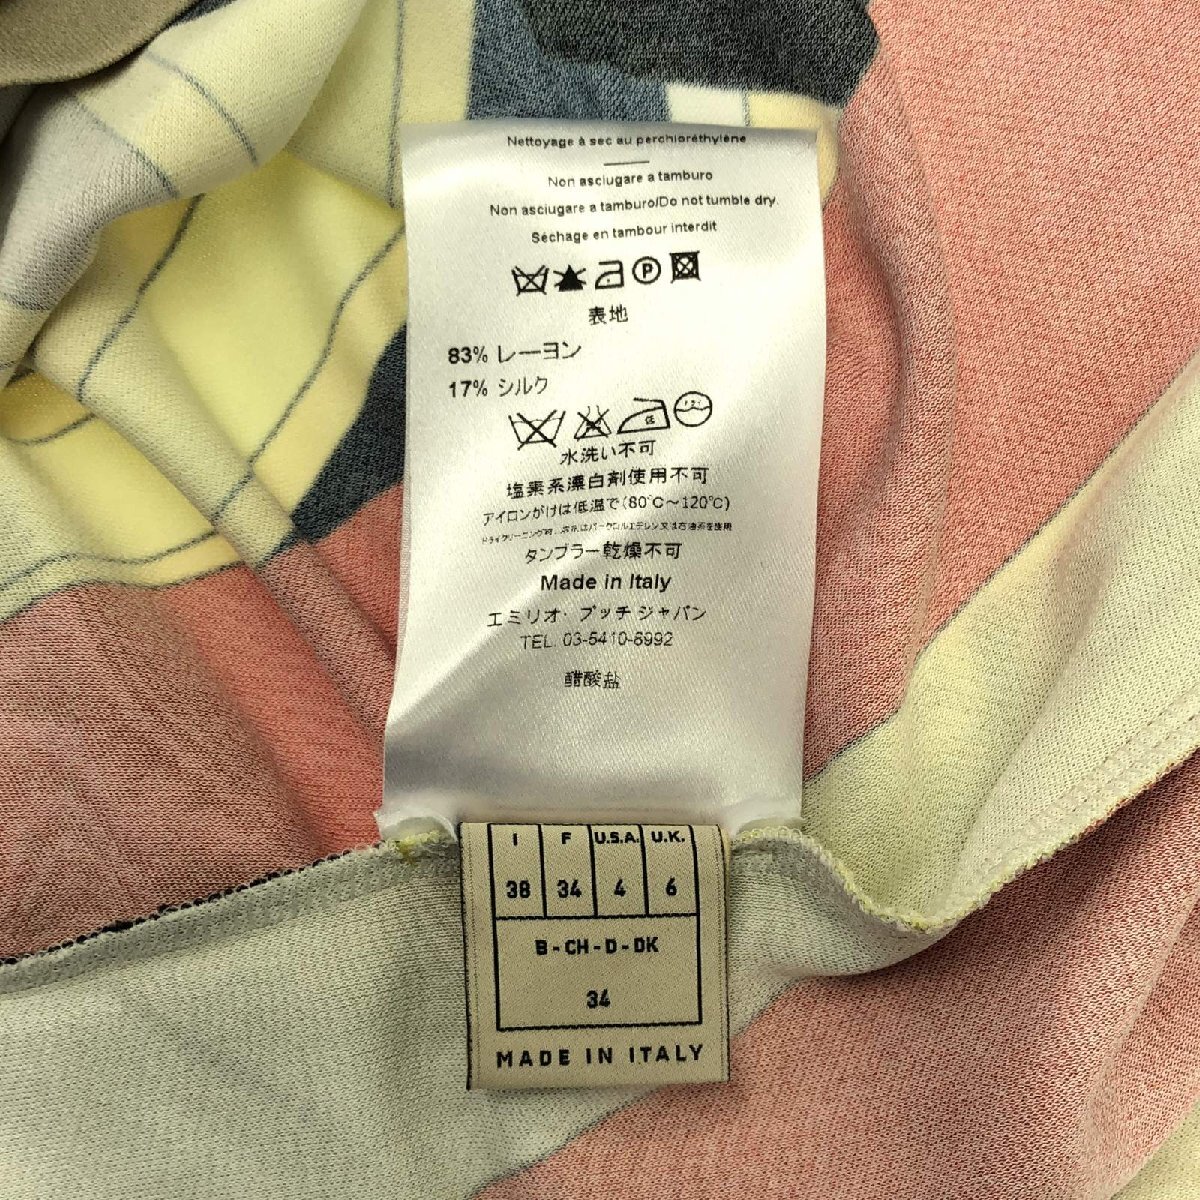 Nettoyage à sec au perchloréthylène
Non asciugare a tamburo
Non asciugare a tamburo/Do not tumble dry.
Séchage en tambour interdit
P
表地
83% レーヨン
17% シルク
低
水洗い不可
塩素系漂白剤使用不可
アイロンがけは低温で(80℃～120℃)
タンブラー乾燥不可
Made in Italy
エミリオ・プッチ ジャパン
TEL. 03-5410-8992
醋酸盐
I F U.S.A. U.K.
38 34 4 6
B - CH - D - DK
34
MADE IN ITALY